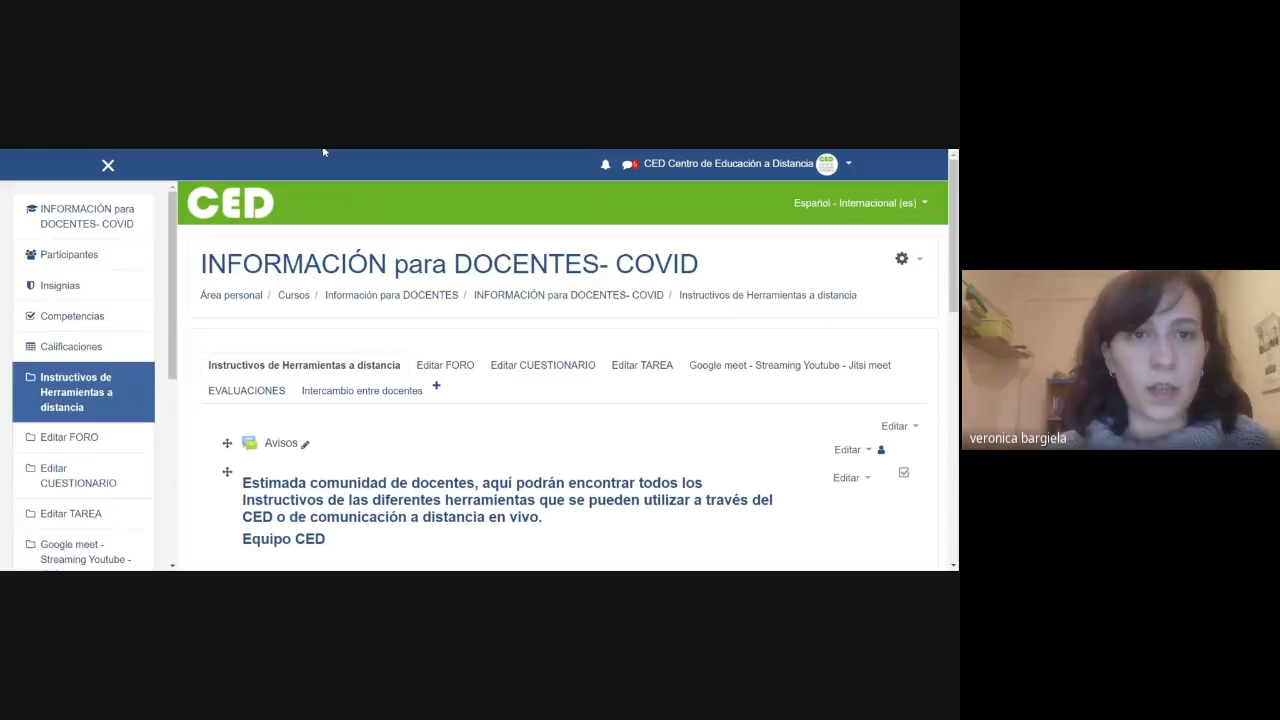 CED Centro de Educación a Distancia
CED
Español - Internacional (es)
INFORMACIÓN para
DOCENTES- COVID
Participantes
Insignias
Competencias
Calificaciones
Instructivos de
Herramientas a
distancia
Editar FORO
Editar
CUESTIONARIO
Editar TAREA
Google meet -
Streaming Youtube -
INFORMACIÓN para DOCENTES- COVID
Área personal / Cursos / Información para DOCENTES / INFORMACIÓN para DOCENTES- COVID / Instructivos de Herramientas a distancia
Instructivos de Herramientas a distancia Editar FORO Editar CUESTIONARIO Editar TAREA Google meet - Streaming Youtube - Jitsi meet
EVALUACIONES Intercambio entre docentes
Editar
Avisos
Editar
Editar
Estimada comunidad de docentes, aquí podrán encontrar todos los
Instructivos de las diferentes herramientas que se pueden utilizar a través del
CED o de comunicación a distancia en vivo.
Equipo CED
veronica bargiela